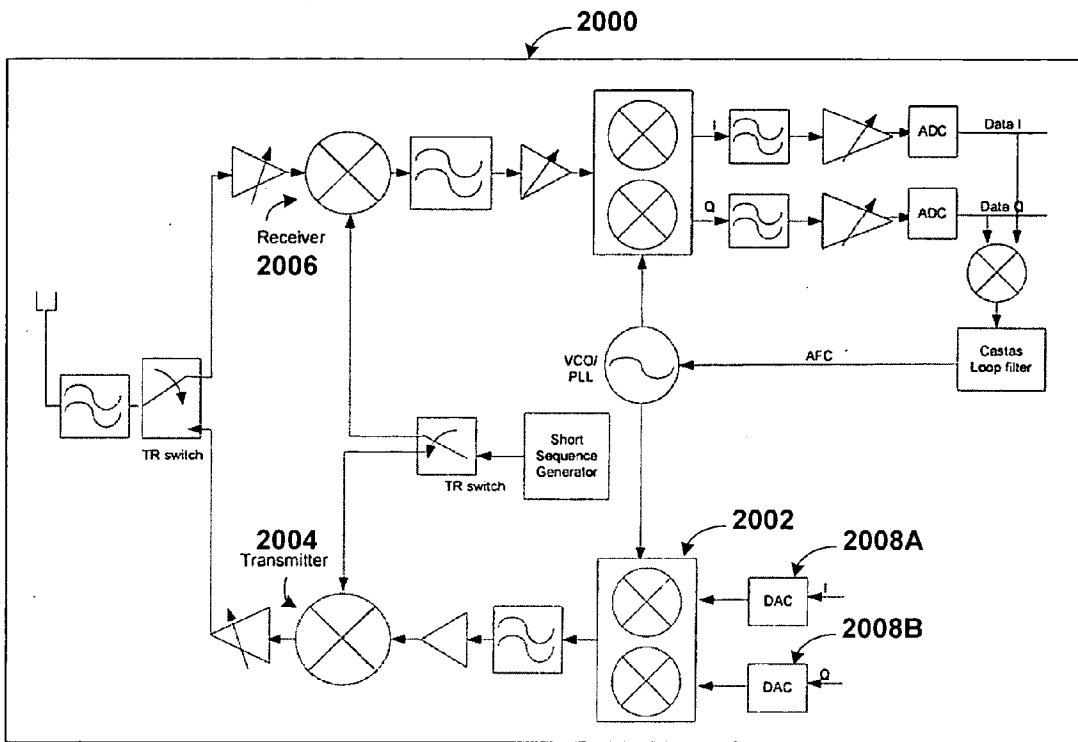 2000
I
ADC
Data I
Q
ADC
Data Q
Receiver
2006
VCO/
PLL
AFC
Castas
Loop filter
TR switch
Short
Sequence
Generator
TR switch
2004
Transmitter
2002
2008A
DAC
I
2008B
DAC
Q